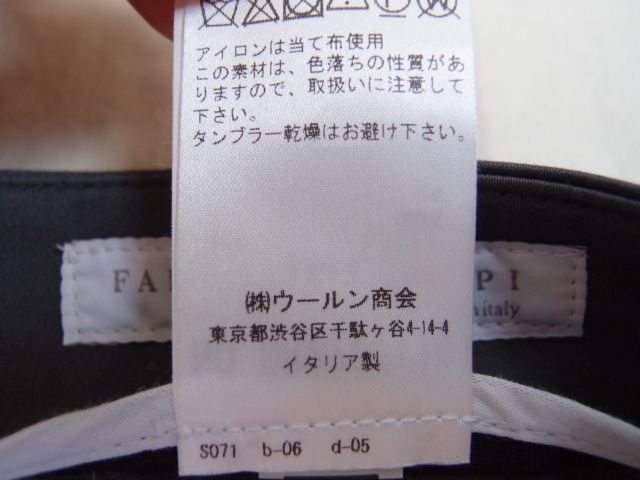 アイロンは当て布使用
この素材は、色落ちの性質があ
りますので、取扱いに注意して
下さい。
タンブラー乾燥はお避け下さい。
FA
PI
italy
(株)ウールン商会
東京都渋谷区千駄ヶ谷4-14-4
イタリア製
S071 b-06 d-05